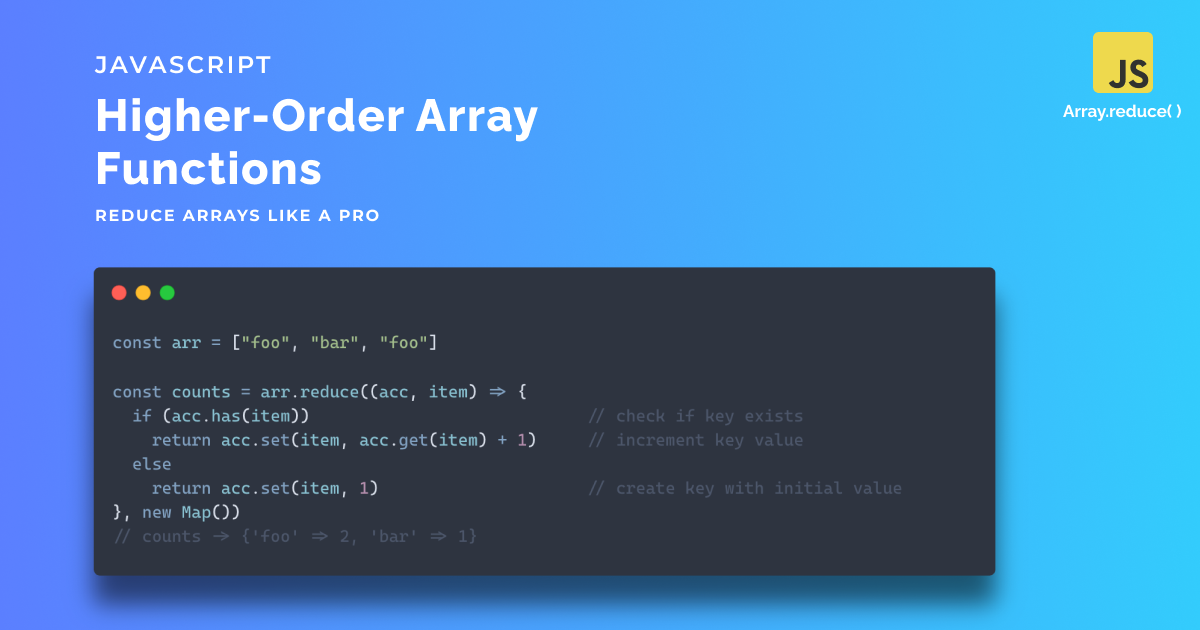 JAVASCRIPT
Higher-Order Array
Functions
REDUCE ARRAYS LIKE A PRO
JS
Array.reduce( )
const arr = ["foo", "bar", "foo"]
const counts = arr.reduce((acc, item) => {
  if (acc.has(item))                            // check if key exists
    return acc.set(item, acc.get(item) + 1)     // increment key value
  else
    return acc.set(item, 1)                     // create key with initial value
}, new Map())
// counts -> {'foo' => 2, 'bar' => 1}